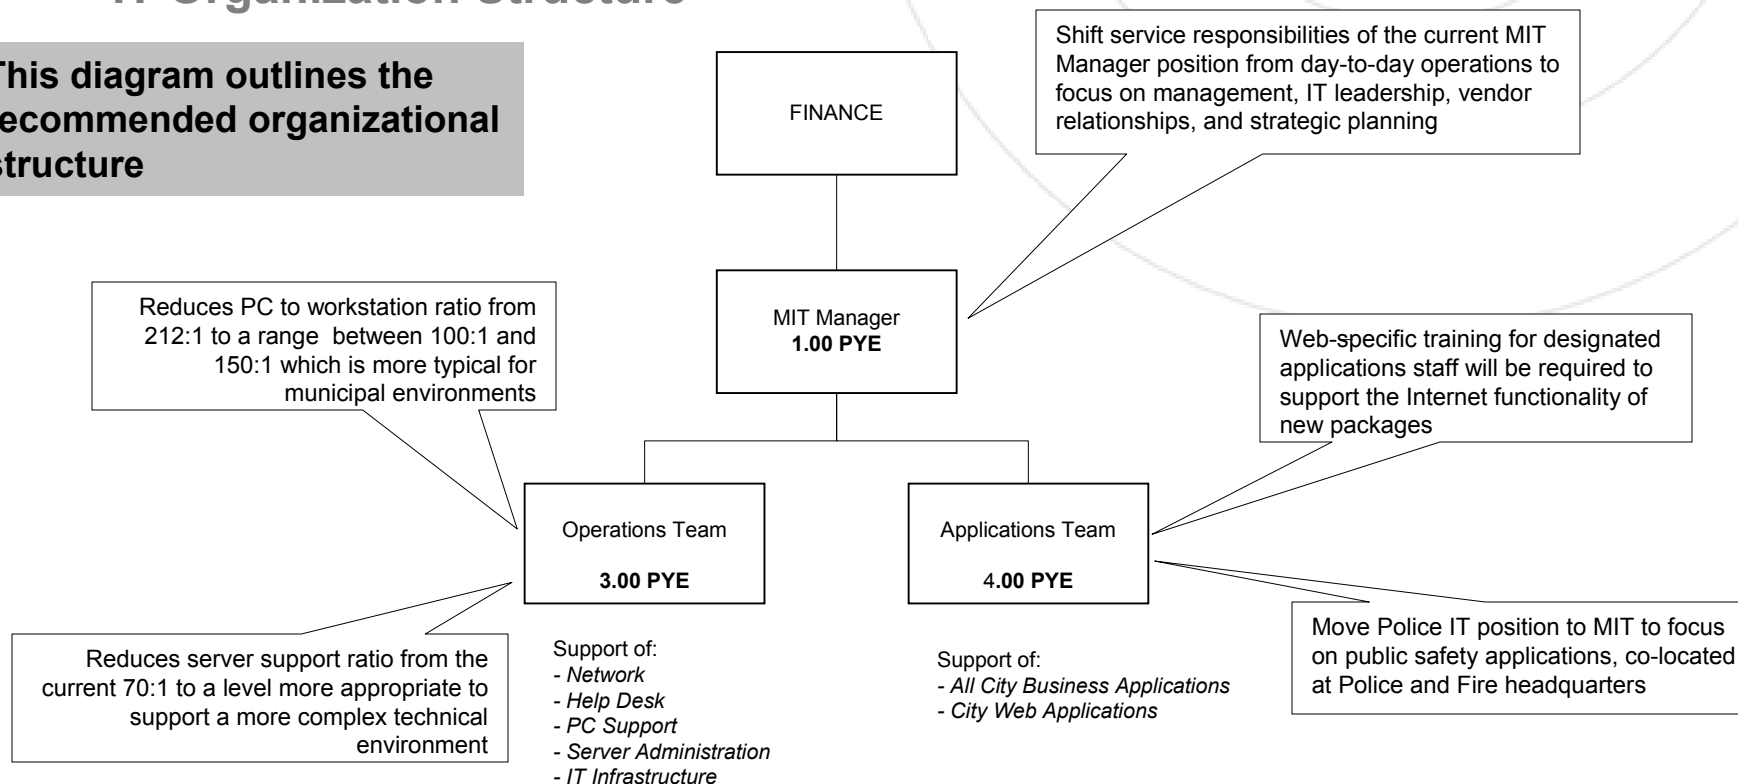 IT Organization Structure
This diagram outlines the
recommended organizational
structure
FINANCE
Shift service responsibilities of the current MIT
Manager position from day-to-day operations to
focus on management, IT leadership, vendor
relationships, and strategic planning
MIT Manager
1.00 PYE
Reduces PC to workstation ratio from
212:1 to a range between 100:1 and
150:1 which is more typical for
municipal environments
Web-specific training for designated
applications staff will be required to
support the Internet functionality of
new packages
Operations Team
3.00 PYE
Applications Team
4.00 PYE
Reduces server support ratio from the
current 70:1 to a level more appropriate to
support a more complex technical
environment
Support of:
- Network
- Help Desk
- PC Support
- Server Administration
- IT Infrastructure
Support of:
- All City Business Applications
- City Web Applications
Move Police IT position to MIT to focus
on public safety applications, co-located
at Police and Fire headquarters